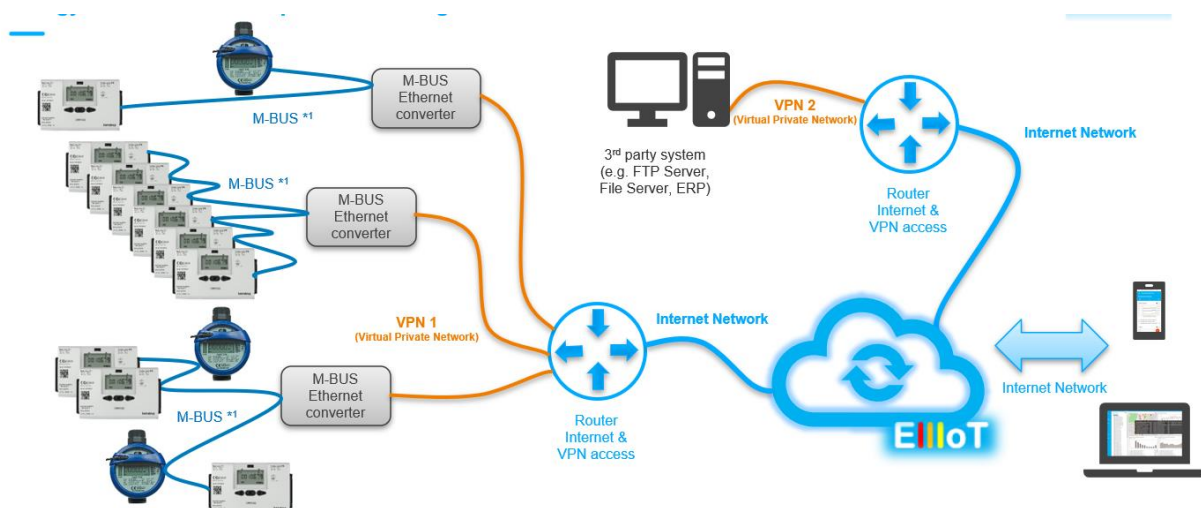 M-BUS
Ethernet
converter
M-BUS *1
3rd party system
(e.g. FTP Server,
File Server, ERP)
VPN 2
(Virtual Private Network)
Internet Network
Router
Internet &
VPN access
M-BUS *1
M-BUS
Ethernet
converter
VPN 1
(Virtual Private Network)
Internet Network
M-BUS *1
M-BUS
Ethernet
converter
Router
Internet &
VPN access
EIIIoT
Internet Network